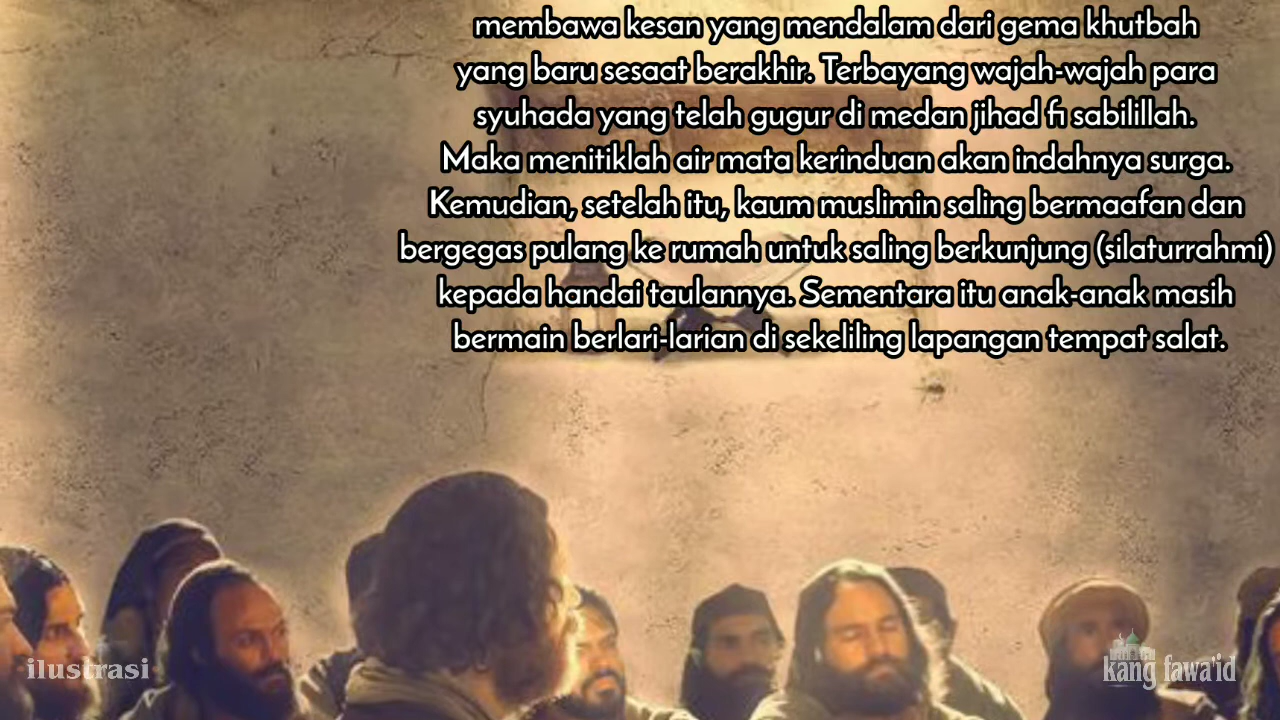 membawa kesan yang mendalam dari gema khutbah
yang baru sesaat berakhir. Terbayang wajah-wajah para
syuhada yang telah gugur di medan jihad fi sabilillah.
Maka menitiklah air mata kerinduan akan indahnya surga.
Kemudian, setelah itu, kaum muslimin saling bermaafan dan
bergegas pulang ke rumah untuk saling berkunjung (silaturrahmi)
kepada handai taulannya. Sementara itu anak-anak masih
bermain berlari-larian di sekeliling lapangan tempat salat.
ilustrasi
kang fawa'id